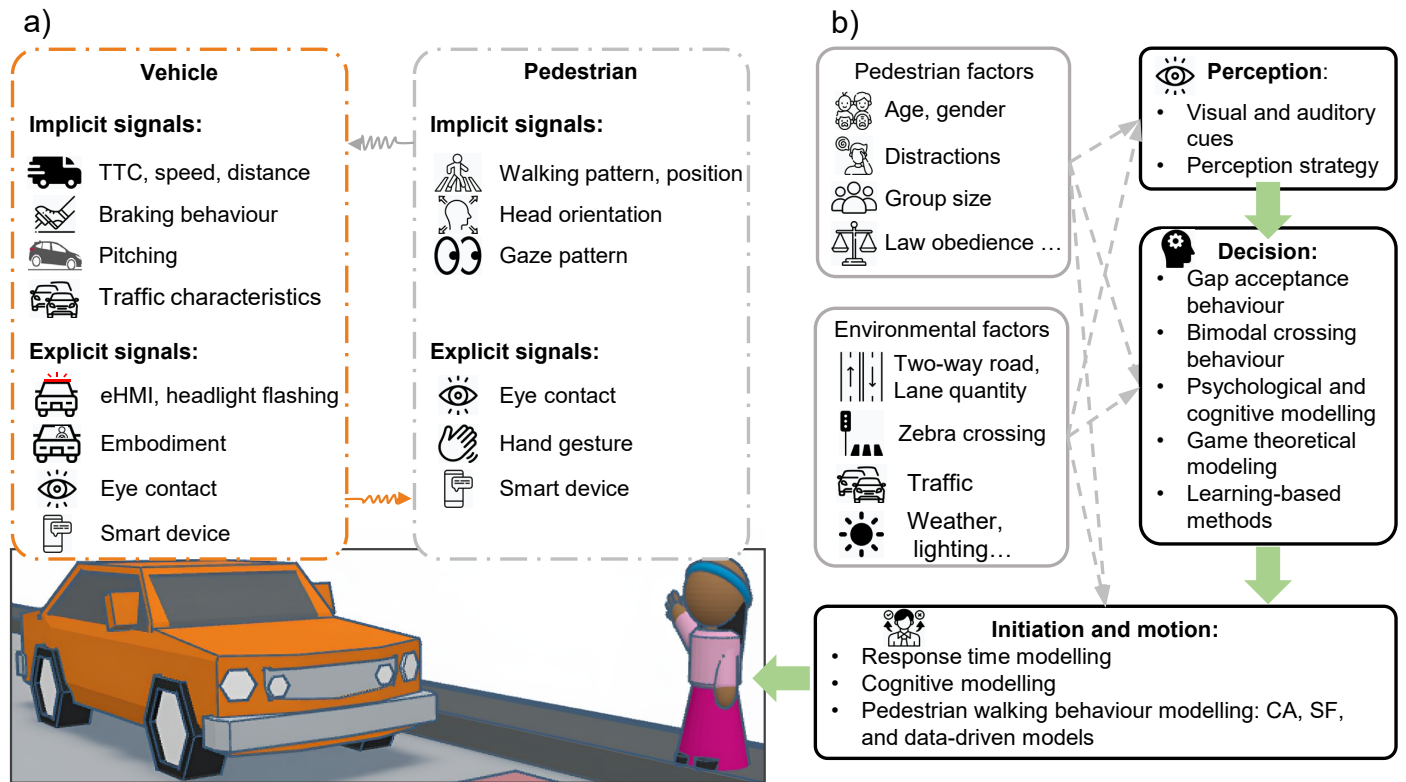 a)
Vehicle
Implicit signals:
TTC, speed, distance
Braking behaviour
Pitching
Traffic characteristics
Explicit signals:
eHMI, headlight flashing
Embodiment
Eye contact
Smart device
Pedestrian
Implicit signals:
Walking pattern, position
Head orientation
Gaze pattern
Explicit signals:
Eye contact
Hand gesture
Smart device
b)
Pedestrian factors
Age, gender
Distractions
Group size
Law obedience …
Environmental factors
Two-way road,
Lane quantity
Zebra crossing
Traffic
Weather,
lighting…
Perception:
• Visual and auditory
cues
• Perception strategy
Decision:
• Gap acceptance
behaviour
• Bimodal crossing
behaviour
• Psychological and
cognitive modelling
• Game theoretical
modeling
• Learning-based
methods
Initiation and motion:
• Response time modelling
• Cognitive modelling
• Pedestrian walking behaviour modelling: CA, SF,
and data-driven models